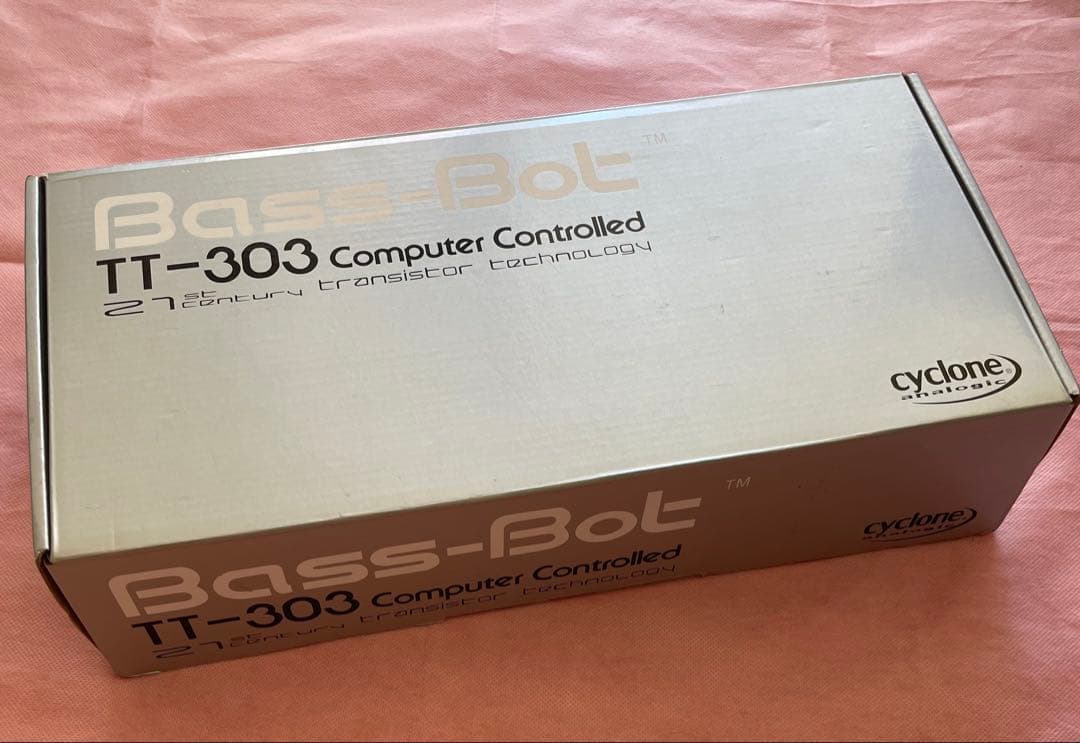 Bass-Bot™
TT-303 Computer Controlled
21st century transistor technology
cyclone®
analogic
Bass-Bot™
TT-303 Computer Controlled
21st century transistor technology
cyclone
analogic